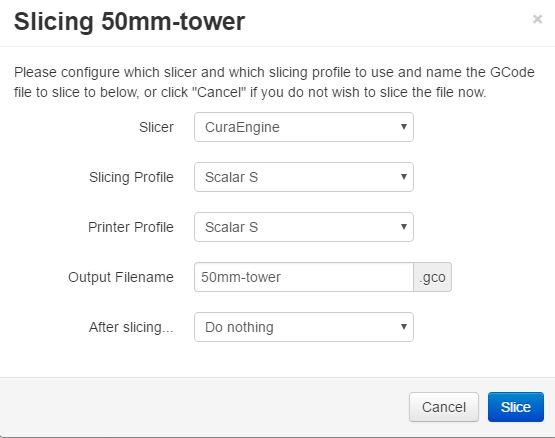 Slicing 50mm-tower
×
Please configure which slicer and which slicing profile to use and name the GCode
file to slice to below, or click "Cancel" if you do not wish to slice the file now.
Slicer CuraEngine
Slicing Profile Scalar S
Printer Profile Scalar S
Output Filename 50mm-tower .gco
After slicing... Do nothing
Cancel Slice